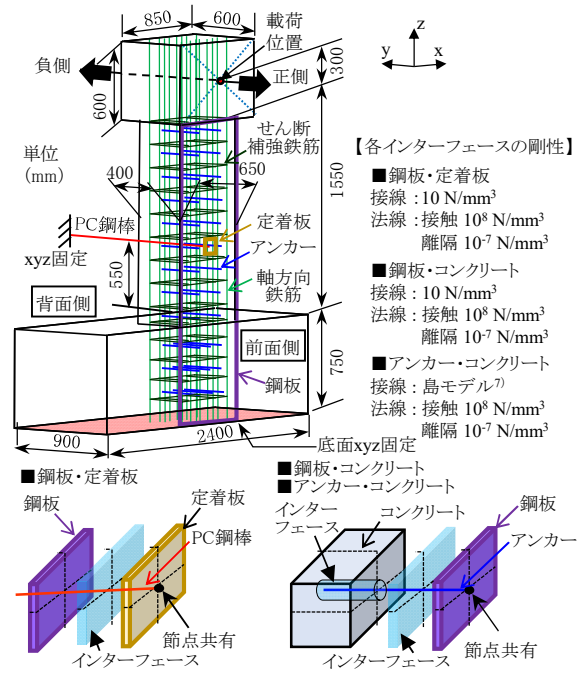 850
600
載荷
位置
300
z
y
x
負側
正側
600
せん断
補強鉄筋
単位
(mm)
400
650
1550
【各インターフェースの剛性】
■鋼板・定着板
接線：10 N/mm3
法線：接触 108 N/mm3
離隔 10-7 N/mm3
PC鋼棒
定着板
アンカー
xyz固定
550
軸方向
鉄筋
■鋼板・コンクリート
接線：10 N/mm3
法線：接触 108 N/mm3
離隔 10-7 N/mm3
背面側
前面側
750
鋼板
■アンカー・コンクリート
接線：島モデル7)
法線：接触 108 N/mm3
離隔 10-7 N/mm3
900
2400
底面xyz固定
■鋼板・定着板
鋼板
定着板
PC鋼棒
節点共有
インターフェース
■鋼板・コンクリート
■アンカー・コンクリート
インター
フェース
コンクリート
鋼板
アンカー
節点共有
インターフェース